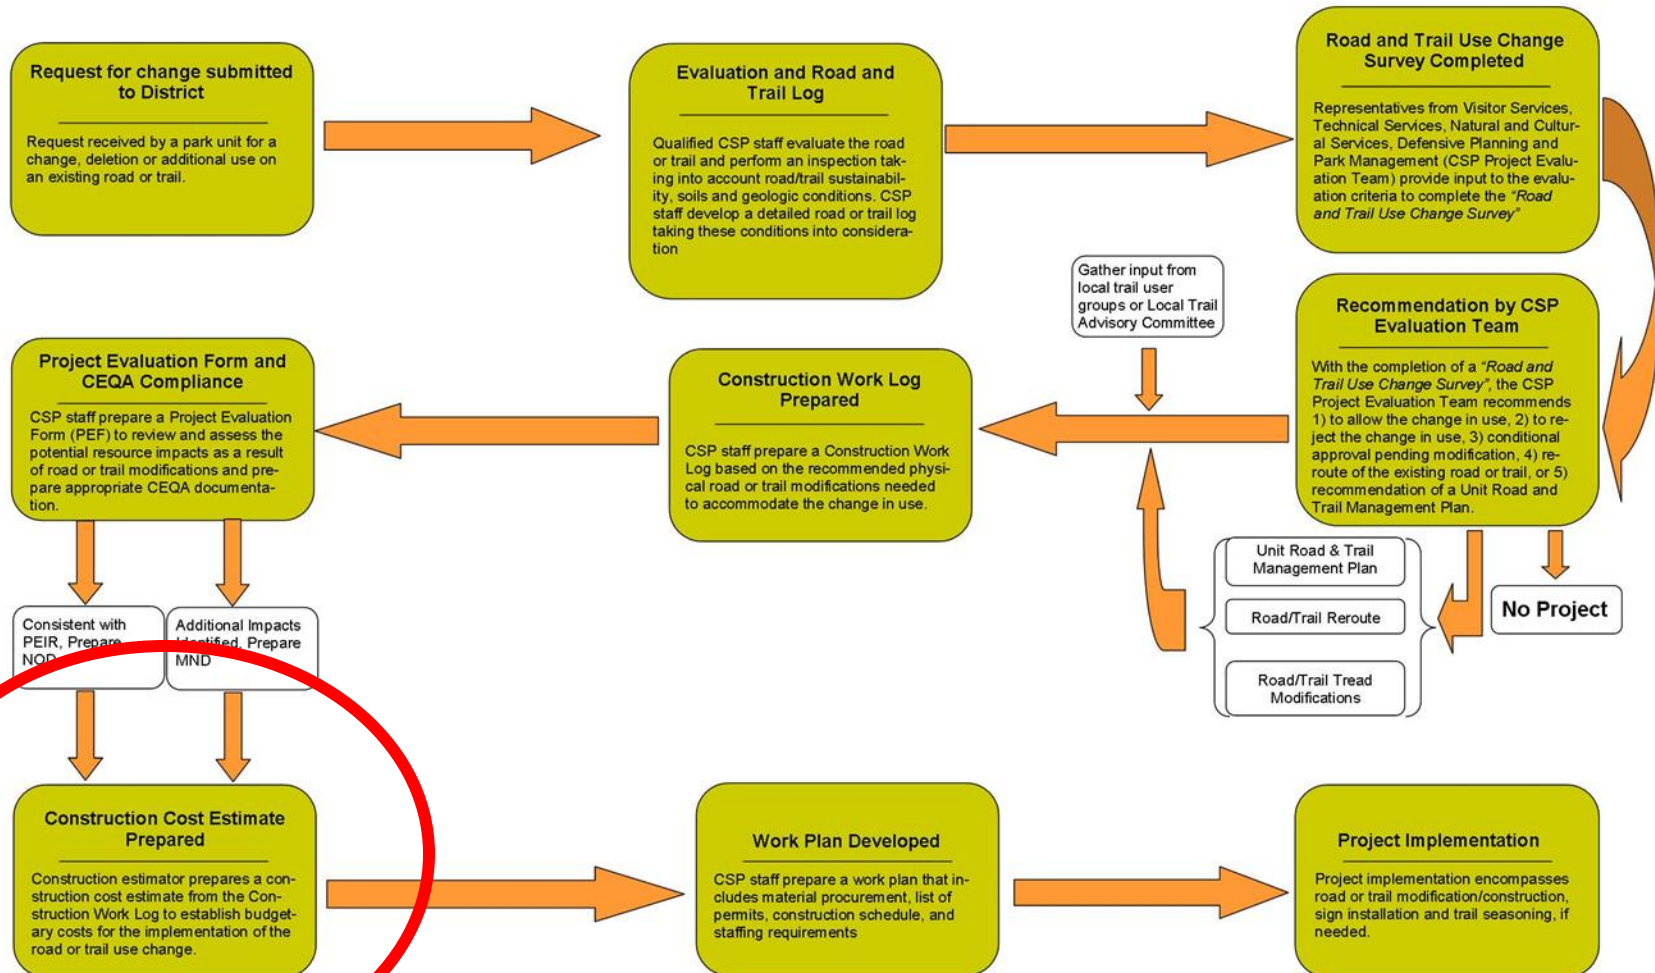 Request for change submitted
to District
Request received by a park unit for a
change, deletion or additional use on
an existing road or trail.
Evaluation and Road and
Trail Log
Qualified CSP staff evaluate the road
or trail and perform an inspection tak-
ing into account road/trail sustainabil-
ity, soils and geologic conditions. CSP
staff develop a detailed road or trail log
taking these conditions into considera-
tion
Road and Trail Use Change
Survey Completed
Representatives from Visitor Services,
Technical Services, Natural and Cultur-
al Services, Defensive Planning and
Park Management (CSP Project Evalu-
ation Team) provide input to the evalu-
ation criteria to complete the “Road
and Trail Use Change Survey”
Recommendation by CSP
Evaluation Team
With the completion of a “Road and
Trail Use Change Survey”, the CSP
Project Evaluation Team recommends
1) to allow the change in use, 2) to re-
ject the change in use, 3) conditional
approval pending modification, 4) re-
route of the existing road or trail, or 5)
recommendation of a Unit Road and
Trail Management Plan.
No Project
Unit Road & Trail
Management Plan
Road/Trail Reroute
Road/Trail Tread
Modifications
Gather input from
local trail user
groups or Local Trail
Advisory Committee
Construction Work Log
Prepared
CSP staff prepare a Construction Work
Log based on the recommended physi-
cal road or trail modifications needed
to accommodate the change in use.
Project Evaluation Form and
CEQA Compliance
CSP staff prepare a Project Evaluation
Form (PEF) to review and assess the
potential resource impacts as a result
of road or trail modifications and pre-
pare appropriate CEQA documenta-
tion.
Consistent with
PEIR, Prepare
NOD
Additional Impacts
Identified, Prepare
MND
Construction Cost Estimate
Prepared
Construction estimator prepares a con-
struction cost estimate from the Con-
struction Work Log to establish budget-
ary costs for the implementation of the
road or trail use change.
Work Plan Developed
CSP staff prepare a work plan that in-
cludes material procurement, list of
permits, construction schedule, and
staffing requirements
Project Implementation
Project implementation encompasses
road or trail modification/construction,
sign installation and trail seasoning, if
needed.